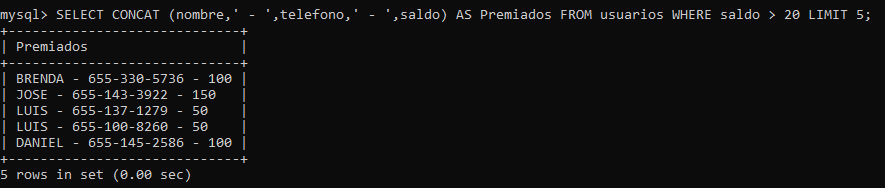 mysql> SELECT CONCAT (nombre,' - ',telefono,' - ',saldo) AS Premiados FROM usuarios WHERE saldo > 20 LIMIT 5;
+-----------------------------+
| Premiados                   |
+-----------------------------+
| BRENDA - 655-330-5736 - 100 |
| JOSE - 655-143-3922 - 150   |
| LUIS - 655-137-1279 - 50    |
| LUIS - 655-100-8260 - 50    |
| DANIEL - 655-145-2586 - 100 |
+-----------------------------+
5 rows in set (0.00 sec)